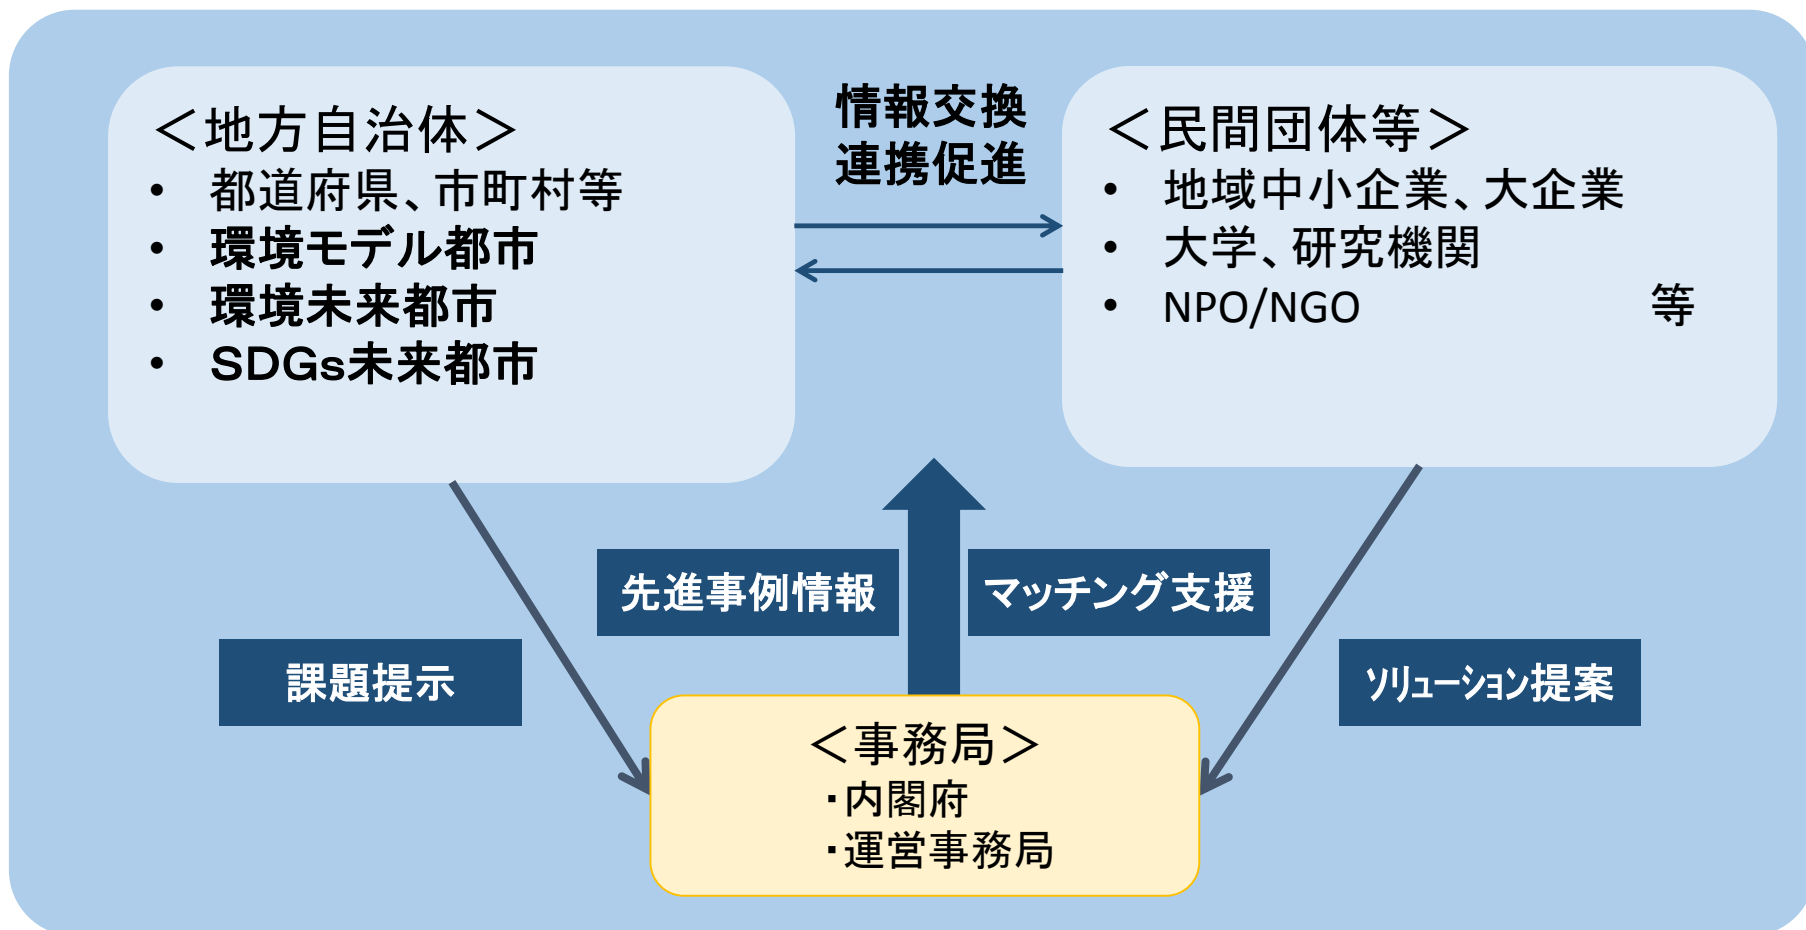 ＜地方自治体＞
• 都道府県、市町村等
• 環境モデル都市
• 環境未来都市
• SDGs未来都市
情報交換
連携促進
＜民間団体等＞
• 地域中小企業、大企業
• 大学、研究機関
• NPO/NGO 等
先進事例情報
マッチング支援
課題提示
ｿﾘｭｰｼｮﾝ提案
＜事務局＞
・内閣府
・運営事務局